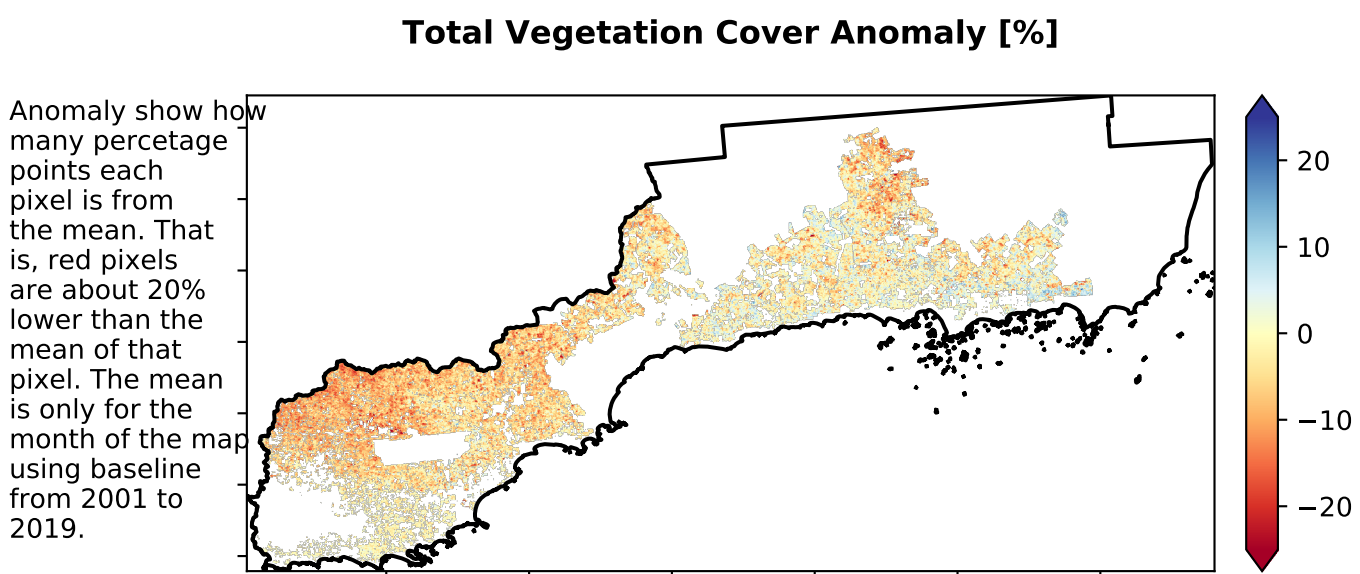 Total Vegetation Cover Anomaly [%]
Anomaly show how
many percetage
points each
pixel is from
the mean. That
is, red pixels
are about 20%
lower than the
mean of that
pixel. The mean
is only for the
month of the map
using baseline
from 2001 to
2019.
20
10
0
−10
−20